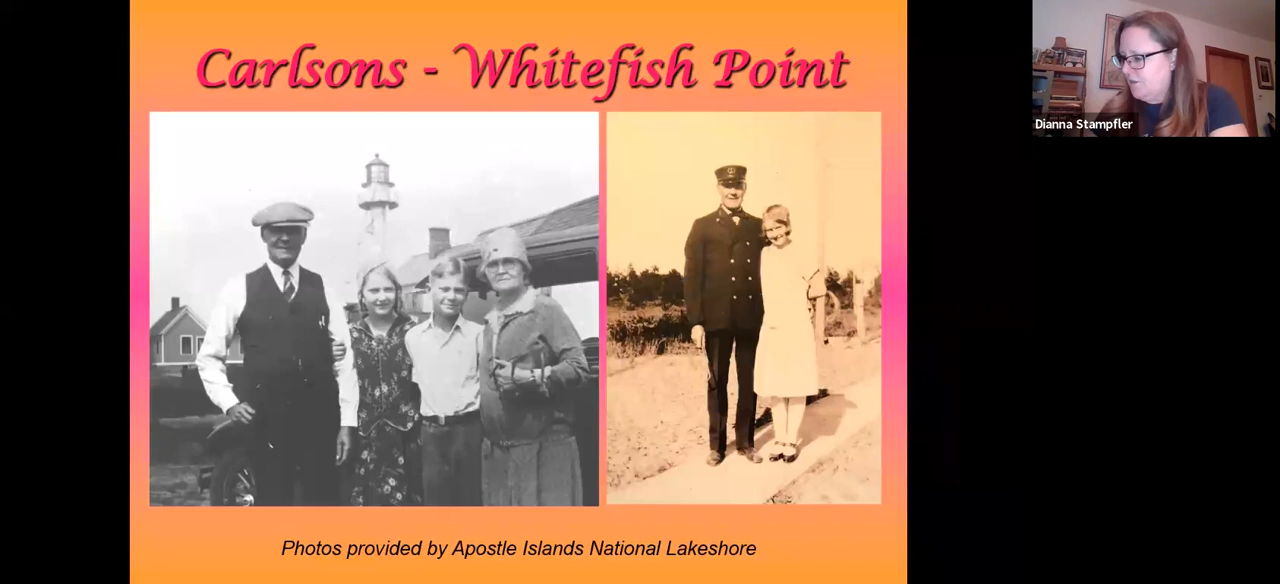 Carlsons - Whitefish Point
Dianna Stampfler
Photos provided by Apostle Islands National Lakeshore